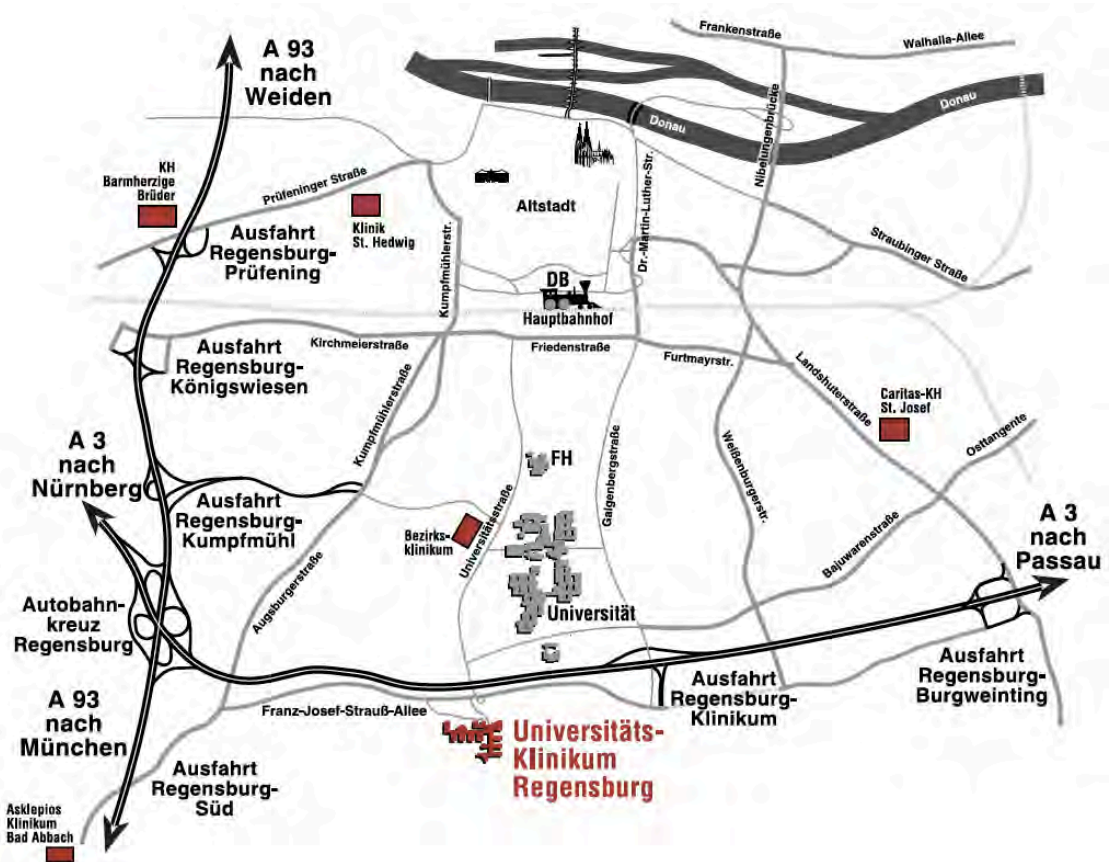 Frankenstraße
Walhalla-Allee
A 93
nach
Weiden
Nibelungenbrücke
Donau
Donau
KH
Barmherzige
Brüder
Prüfeninger Straße
Klinik
St. Hedwig
Altstadt
Dr.-Martin-Luther-Str.
Straubinger Straße
Ausfahrt
Regensburg-
Prüfening
Kumpfmühlerstr.
DB
Hauptbahnhof
Kirchmeierstraße
Friedenstraße
Furtmayrstr.
Ausfahrt
Regensburg-
Königswiesen
Landshuterstraße
Caritas-KH
St. Josef
Kumpfmühlerstraße
Osttangente
A 3
nach
Nürnberg
FH
Galgenbergstraße
Weißenburgerstr.
Ausfahrt
Regensburg-
Kumpfmühl
Bezirks-
klinikum
Universitätsstraße
A 3
nach
Passau
Bajuwarenstraße
Augsburgerstraße
Universität
Autobahn-
kreuz
Regensburg
Ausfahrt
Regensburg-
Klinikum
Ausfahrt
Regensburg-
Burgweinting
A 93
nach
München
Franz-Josef-Strauß-Allee
Universitäts-
Klinikum
Regensburg
Ausfahrt
Regensburg-
Süd
Asklepios
Klinikum
Bad Abbach